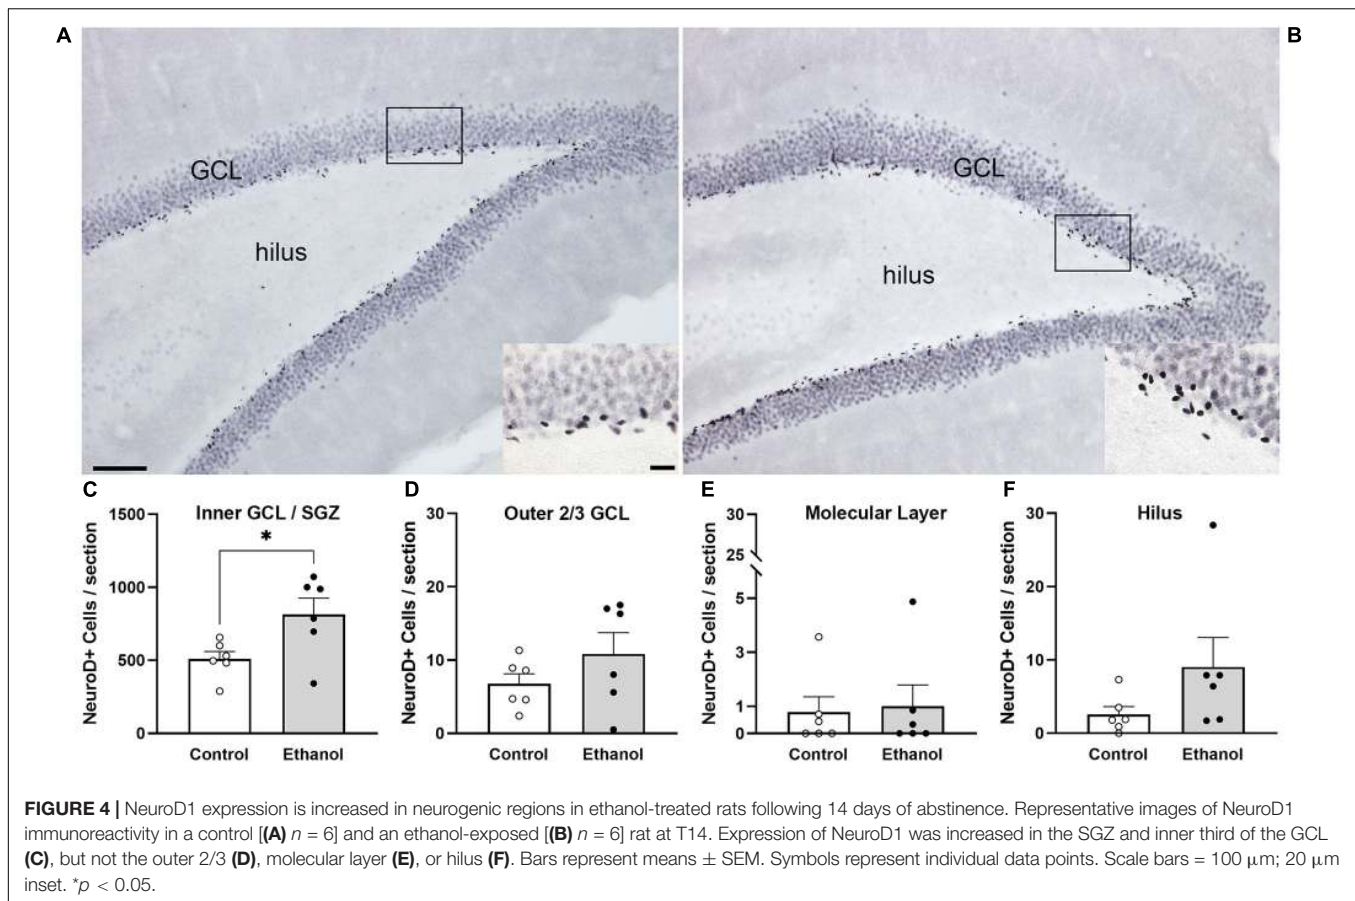 A
B
GCL
hilus
GCL
hilus
C
Inner GCL / SGZ
*
NeuroD+ Cells / section
1500
1000
500
0
Control Ethanol
D
Outer 2/3 GCL
NeuroD+ Cells / section
30
20
10
0
Control Ethanol
E
Molecular Layer
NeuroD+ Cells / section
30
25
5
3
1
0
Control Ethanol
F
Hilus
NeuroD+ Cells / section
30
20
10
0
Control Ethanol
FIGURE 4 | NeuroD1 expression is increased in neurogenic regions in ethanol-treated rats following 14 days of abstinence. Representative images of NeuroD1
immunoreactivity in a control [(A) n = 6] and an ethanol-exposed [(B) n = 6] rat at T14. Expression of NeuroD1 was increased in the SGZ and inner third of the GCL
(C), but not the outer 2/3 (D), molecular layer (E), or hilus (F). Bars represent means ± SEM. Symbols represent individual data points. Scale bars = 100 μm; 20 μm
inset. *p < 0.05.